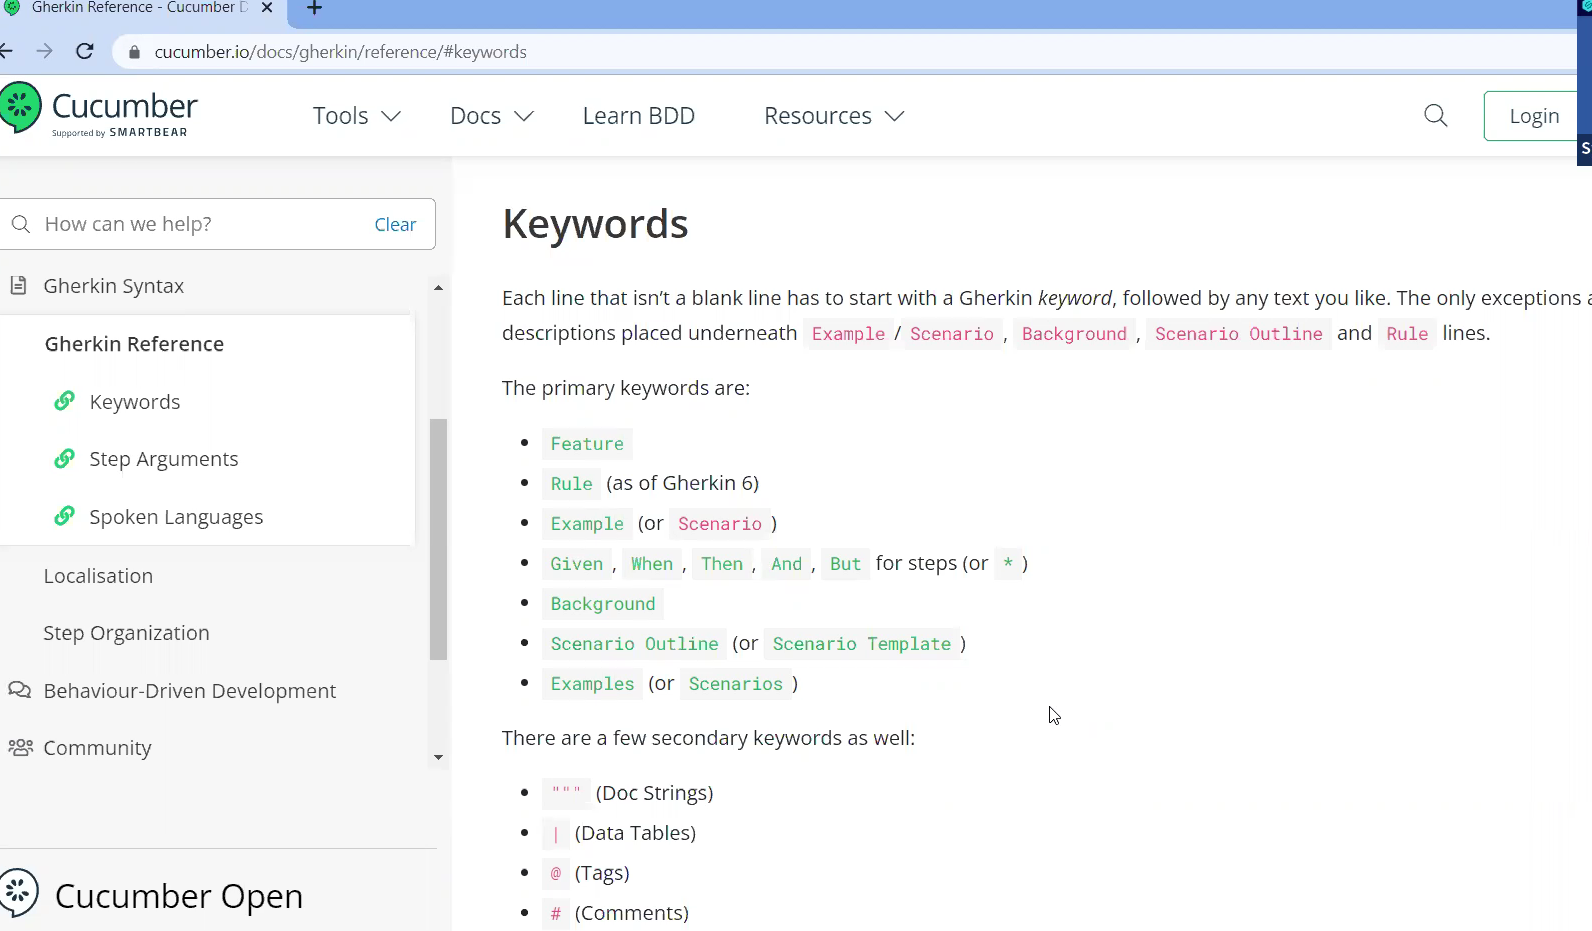 Gherkin Reference - Cucumber D
cucumber.io/docs/gherkin/reference/#keywords
Cucumber
Supported by SMARTBEAR
Tools
Docs
Learn BDD
Resources
Login
S
How can we help?
Clear
Gherkin Syntax
Gherkin Reference
Keywords
Step Arguments
Spoken Languages
Localisation
Step Organization
Behaviour-Driven Development
Community
Cucumber Open
Keywords
Each line that isn’t a blank line has to start with a Gherkin keyword, followed by any text you like. The only exceptions a
descriptions placed underneath Example / Scenario , Background , Scenario Outline and Rule lines.
The primary keywords are:
• Feature
• Rule (as of Gherkin 6)
• Example (or Scenario )
• Given , When , Then , And , But for steps (or * )
• Background
• Scenario Outline (or Scenario Template )
• Examples (or Scenarios )
There are a few secondary keywords as well:
• """ (Doc Strings)
• | (Data Tables)
• @ (Tags)
• # (Comments)